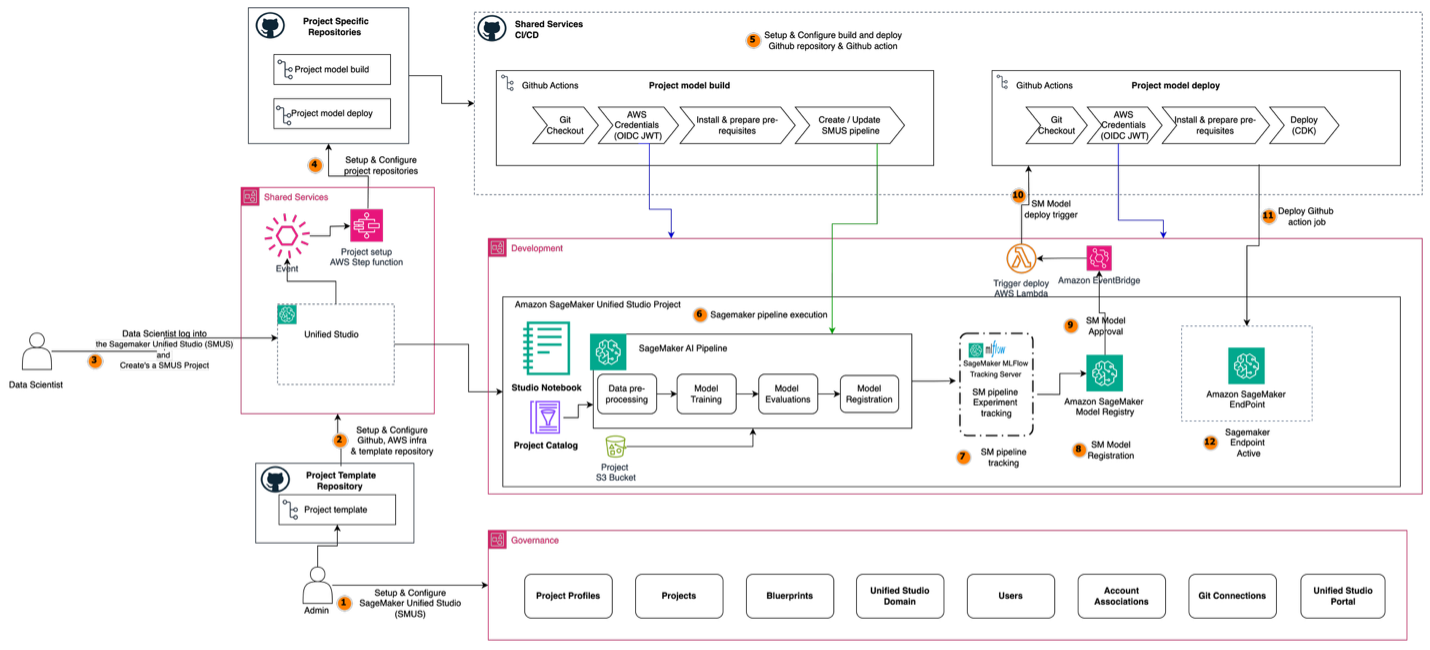 Project Specific
Repositories
Project model build
Project model deploy
Shared Services
CI/CD
5
Setup & Configure build and deploy
Github repository & Github action
Github Actions
Project model build
Git
Checkout
AWS
Credentials
(OIDC JWT)
Install & prepare pre-
requisites
Create / Update
SMUS pipeline
Github Actions
Project model deploy
Git
Checkout
AWS
Credentials
(OIDC JWT)
Install & prepare pre-
requisites
Deploy
(CDK)
4
Setup & Configure
project repositories
Shared Services
Event
Project setup
AWS Step function
Unified Studio
Data Scientist
3
Data Scientist log into
the Sagemaker Unified Studio (SMUS)
and
Create's a SMUS Project
2
Setup & Configure
Github, AWS infra
& template repository
Project Template
Repository
Project template
Admin
1
Setup & Configure
SageMaker Unified Studio
(SMUS)
10
SM Model
deploy trigger
11
Deploy Github
action job
Development
Trigger deploy
AWS Lambda
Amazon EventBridge
Amazon SageMaker Unified Studio Project
6
Sagemaker pipeline execution
9
SM Model
Approval
Studio Notebook
Project Catalog
SageMaker AI Pipeline
Data pre-
processing
Model
Training
Model
Evaluations
Model
Registration
Project
S3 Bucket
mlflow
SageMaker MLFlow
Tracking Server
SM pipeline
Experiment
tracking
7
SM pipeline
tracking
Amazon SageMaker
Model Registry
8
SM Model
Registration
Amazon SageMaker
EndPoint
12
Sagemaker
Endpoint
Active
Governance
Project Profiles
Projects
Bluerprints
Unified Studio
Domain
Users
Account
Associations
Git Connections
Unified Studio
Portal